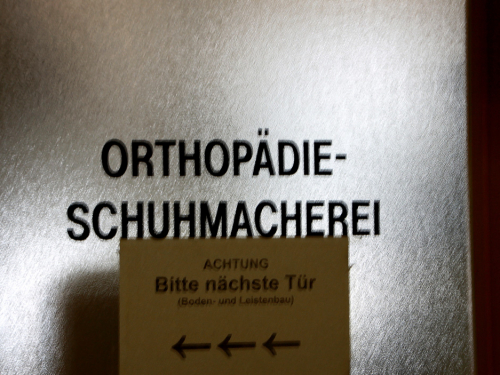 ORTHOPÄDIE-
SCHUHMACHEREI
ACHTUNG
Bitte nächste Tür
(Boden- und Leistenbau)
←←←